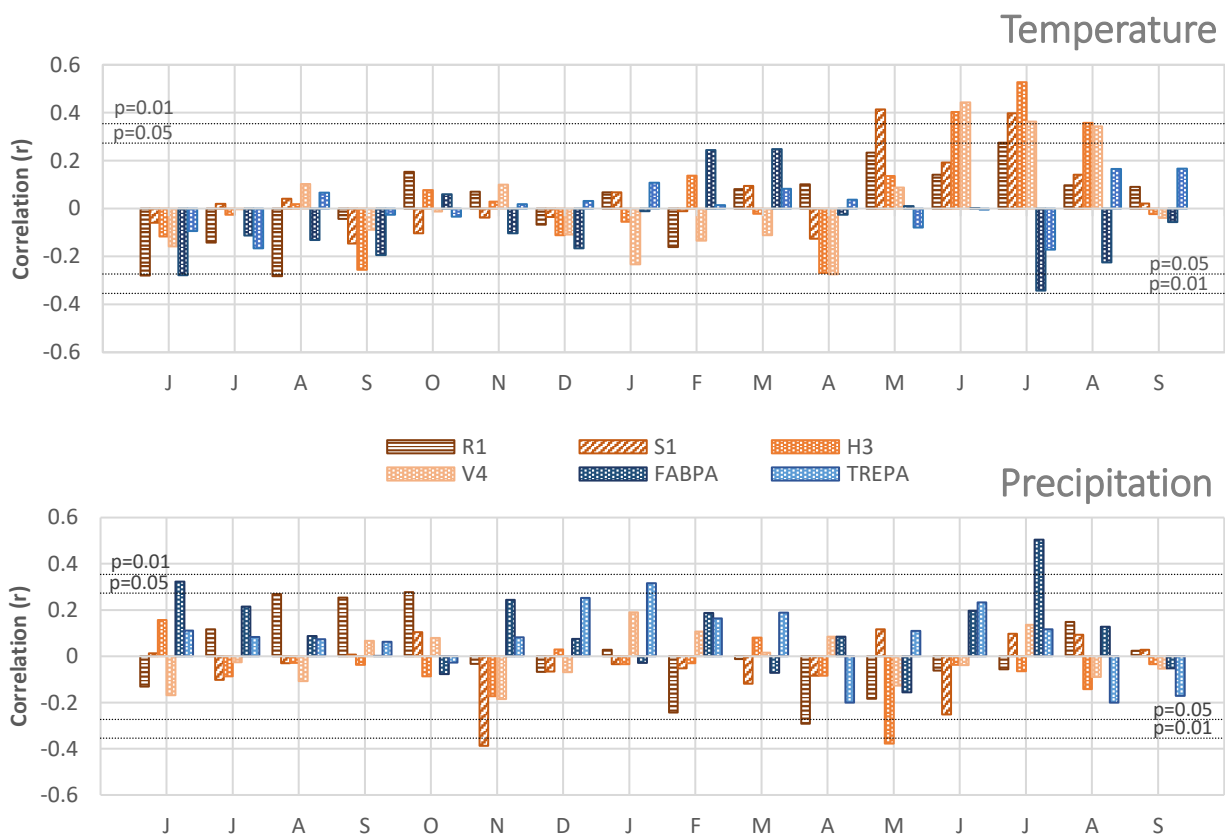 Temperature
0.6
0.4
0.2
0
-0.2
-0.4
-0.6
Correlation (r)
p=0.01
p=0.05
p=0.05
p=0.01
J J A S O N D J F M A M J J A S
R1 S1 H3
V4 FABPA TREPA
Precipitation
0.6
0.4
0.2
0
-0.2
-0.4
-0.6
Correlation (r)
p=0.01
p=0.05
p=0.05
p=0.01
J J A S O N D J F M A M J J A S